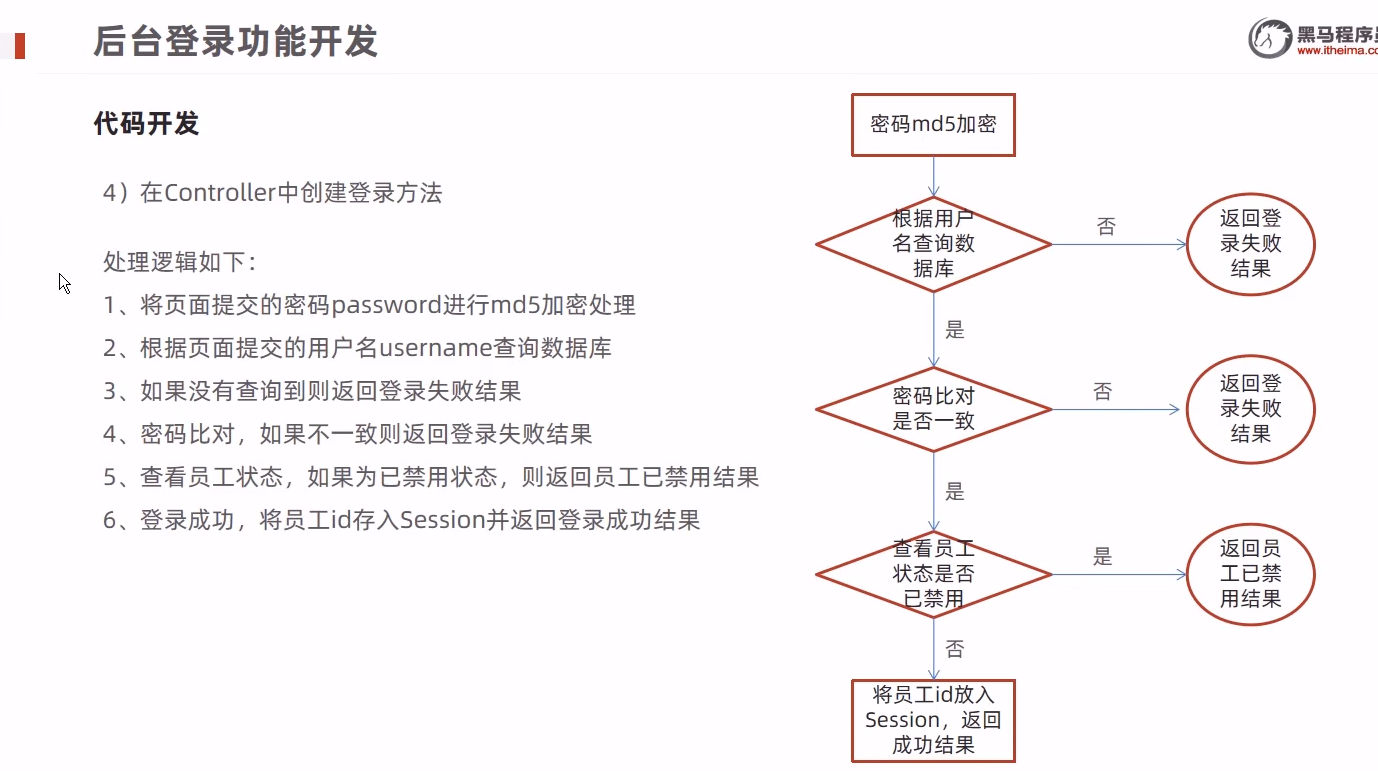 后台登录功能开发
黑马程序员
www.itheima.co
代码开发
4）在Controller中创建登录方法
处理逻辑如下：
1、将页面提交的密码password进行md5加密处理
2、根据页面提交的用户名username查询数据库
3、如果没有查询到则返回登录失败结果
4、密码比对，如果不一致则返回登录失败结果
5、查看员工状态，如果为已禁用状态，则返回员工已禁用结果
6、登录成功，将员工id存入Session并返回登录成功结果
密码md5加密
根据用户
名查询数
据库
否
返回登
录失败
结果
是
密码比对
是否一致
否
返回登
录失败
结果
是
查看员工
状态是否
已禁用
是
返回员
工已禁
用结果
否
将员工id放入
Session，返回
成功结果